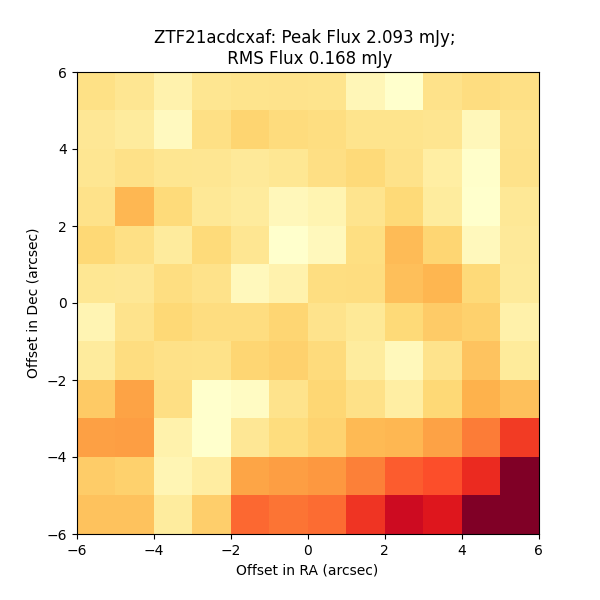 ZTF21acdcxaf: Peak Flux 2.093 mJy;
RMS Flux 0.168 mJy
6
4
2
0
−2
−4
−6
Offset in Dec (arcsec)
−6 −4 −2 0 2 4 6
Offset in RA (arcsec)